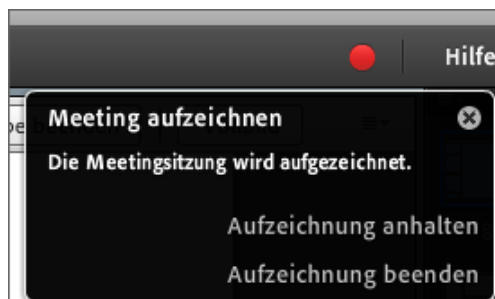 Hilfe
Meeting aufzeichnen
Die Meetingsitzung wird aufgezeichnet.
Aufzeichnung anhalten
Aufzeichnung beenden